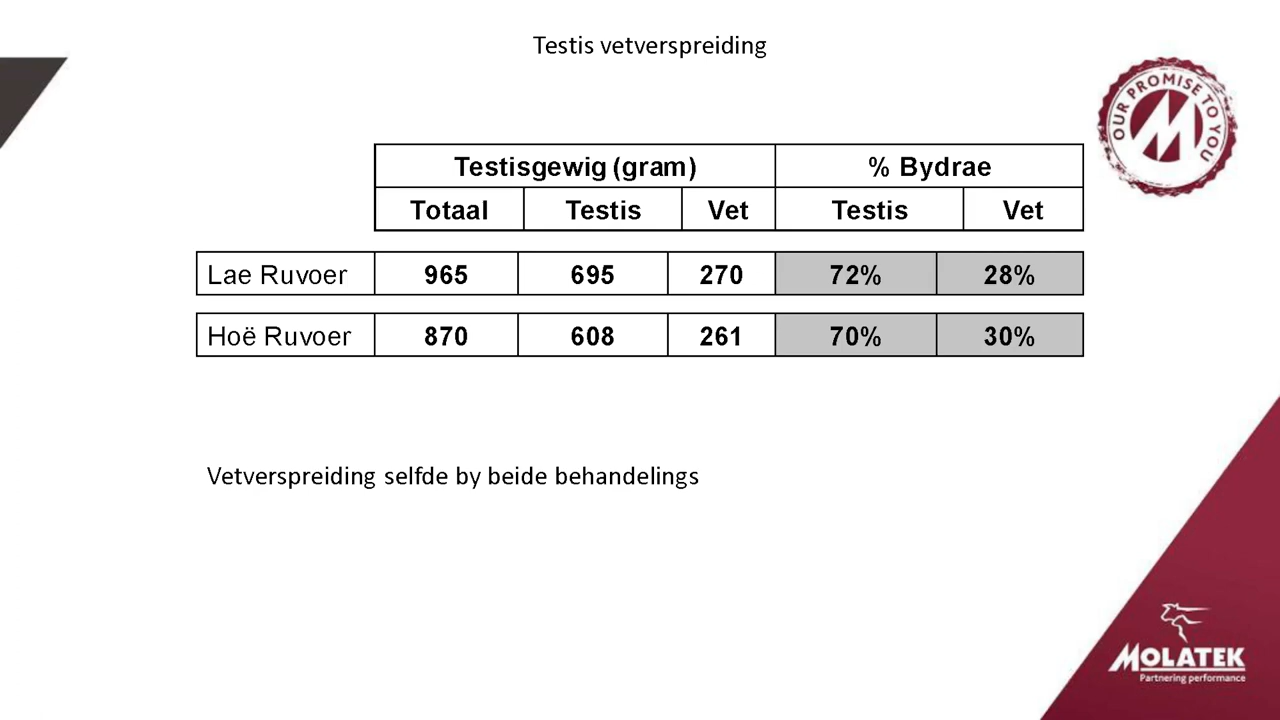 Testis vetverspreiding
OUR PROMISE TO YOU
Testisgewig (gram) % Bydrae
Totaal Testis Vet Testis Vet
Lae Ruvoer 965 695 270 72% 28%
Hoë Ruvoer 870 608 261 70% 30%
Vetverspreiding selfde by beide behandelings
MOLATEK
Partnering performance